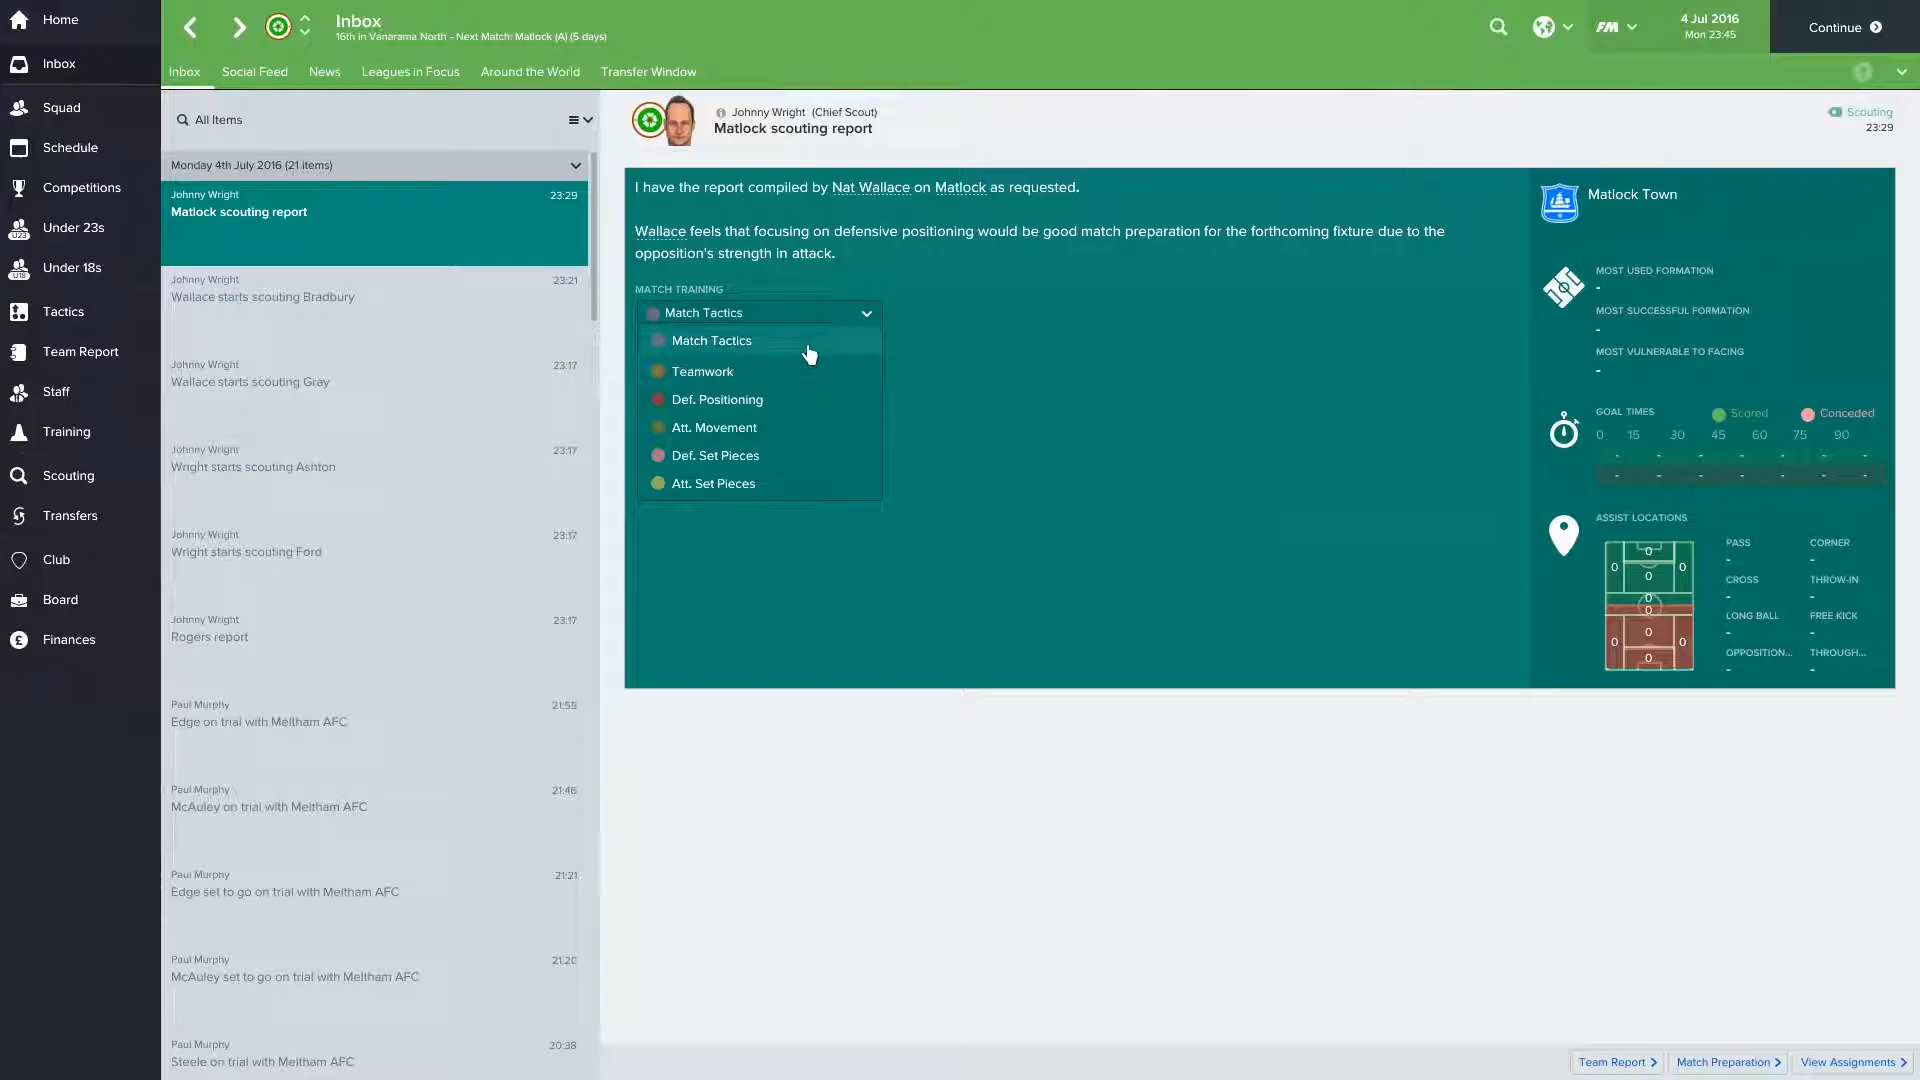 Home
Inbox
Squad
Schedule
Competitions
Under 23s
Under 18s
Tactics
Team Report
Staff
Training
Scouting
Transfers
Club
Board
Finances
Inbox
16th in Vanarama North - Next Match: Matlock (A) (5 days)
FM
4 Jul 2016
Mon 23:45
Continue
Inbox Social Feed News Leagues in Focus Around the World Transfer Window
All Items
Monday 4th July 2016 (21 items)
Johnny Wright 23:29
Matlock scouting report
Johnny Wright 23:21
Wallace starts scouting Bradbury
Johnny Wright 23:17
Wallace starts scouting Gray
Johnny Wright 23:17
Wright starts scouting Ashton
Johnny Wright 23:17
Wright starts scouting Ford
Johnny Wright 23:17
Rogers report
Paul Murphy 21:55
Edge on trial with Meltham AFC
Paul Murphy 21:46
McAuley on trial with Meltham AFC
Paul Murphy 21:21
Edge set to go on trial with Meltham AFC
Paul Murphy 21:20
McAuley set to go on trial with Meltham AFC
Paul Murphy 20:38
Steele on trial with Meltham AFC
Johnny Wright (Chief Scout)
Matlock scouting report
Scouting
23:29
I have the report compiled by Nat Wallace on Matlock as requested.
Wallace feels that focusing on defensive positioning would be good match preparation for the forthcoming fixture due to the
opposition's strength in attack.
MATCH TRAINING
Match Tactics
Match Tactics
Teamwork
Def. Positioning
Att. Movement
Def. Set Pieces
Att. Set Pieces
Matlock Town
MOST USED FORMATION
-
MOST SUCCESSFUL FORMATION
-
MOST VULNERABLE TO FACING
-
GOAL TIMES Scored Conceded
0 15 30 45 60 75 90
- - - - - - -
- - - - - - -
ASSIST LOCATIONS
0
0 0
0
0
0
0
0 0
0
PASS CORNER
- -
CROSS THROW-IN
- -
LONG BALL FREE KICK
- -
OPPOSITION... THROUGH...
- -
Team Report Match Preparation View Assignments